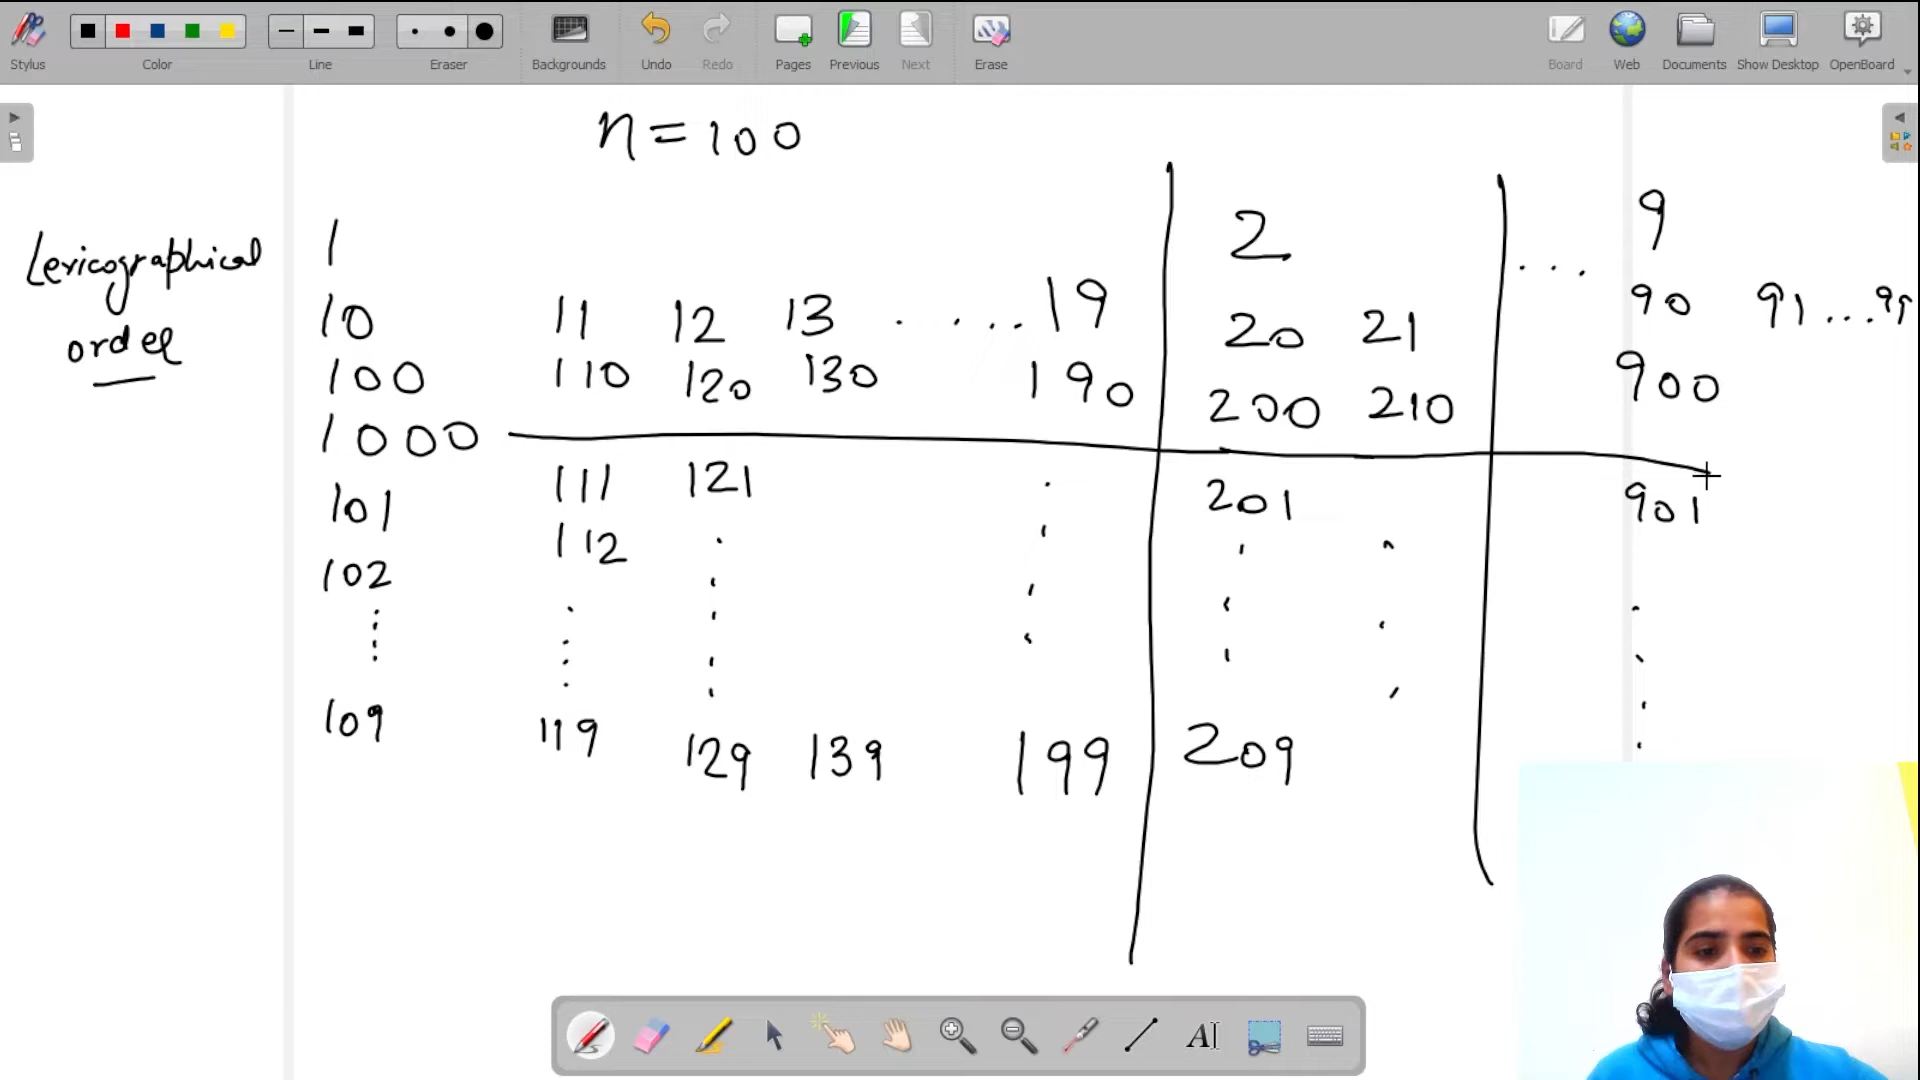 Stylus Color Line Eraser Backgrounds Undo Redo Pages Previous Next Erase Board Web Documents Show Desktop OpenBoard
n = 100
Lexicographical
order
1 2 ... 9
10 11 12 13 ..... 19 20 21 90 91 ... 99
100 110 120 130 190 200 210 900
1000
101 111 121 201 901
102 112
109 119 129 139 199 209
AI